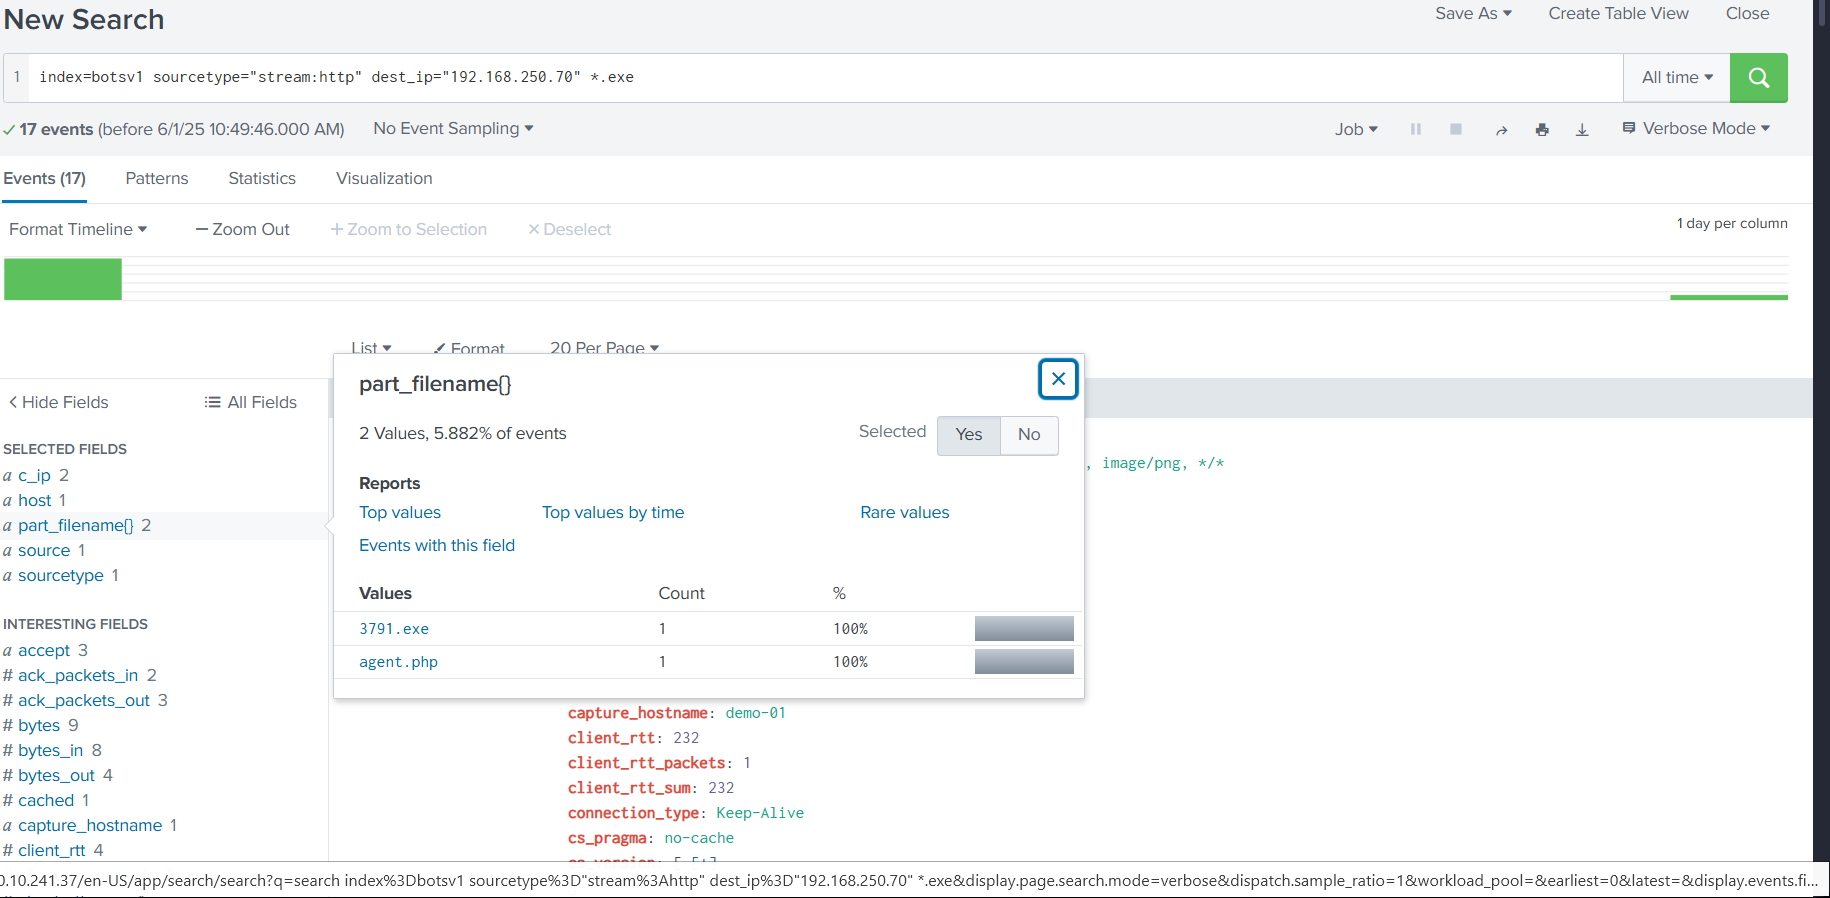 New Search
Save As Create Table View Close
1 index=botsv1 sourcetype="stream:http" dest_ip="192.168.250.70" *.exe
All time
17 events (before 6/1/25 10:49:46.000 AM) No Event Sampling
Job Verbose Mode
Events (17) Patterns Statistics Visualization
Format Timeline — Zoom Out + Zoom to Selection × Deselect
1 day per column
List Format 20 Per Page
< Hide Fields All Fields
SELECTED FIELDS
a c_ip 2
a host 1
a part_filename{} 2
a source 1
a sourcetype 1
INTERESTING FIELDS
a accept 3
# ack_packets_in 2
# ack_packets_out 3
# bytes 9
# bytes_in 8
# bytes_out 4
# cached 1
a capture_hostname 1
# client_rtt 4
part_filename{}
2 Values, 5.882% of events
Selected Yes No
Reports
Top values Top values by time Rare values
Events with this field
Values Count %
3791.exe 1 100%
agent.php 1 100%
, image/png, */*
capture_hostname: demo-01
client_rtt: 232
client_rtt_packets: 1
client_rtt_sum: 232
connection_type: Keep-Alive
cs_pragma: no-cache
0.10.241.37/en-US/app/search/search?q=search index%3Dbotsv1 sourcetype%3D"stream%3Ahttp" dest_ip%3D"192.168.250.70" *.exe&display.page.search.mode=verbose&dispatch.sample_ratio=1&workload_pool=&earliest=0&latest=&display.events.fi...